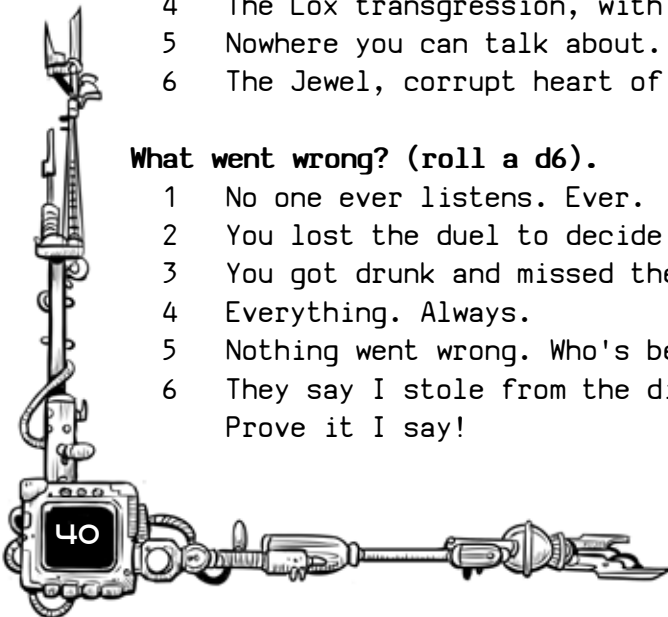 4 The Lox transgression, with
5 Nowhere you can talk about.
6 The Jewel, corrupt heart of
What went wrong? (roll a d6).
1 No one ever listens. Ever.
2 You lost the duel to decide
3 You got drunk and missed the
4 Everything. Always.
5 Nothing went wrong. Who's be
6 They say I stole from the di
Prove it I say!
40